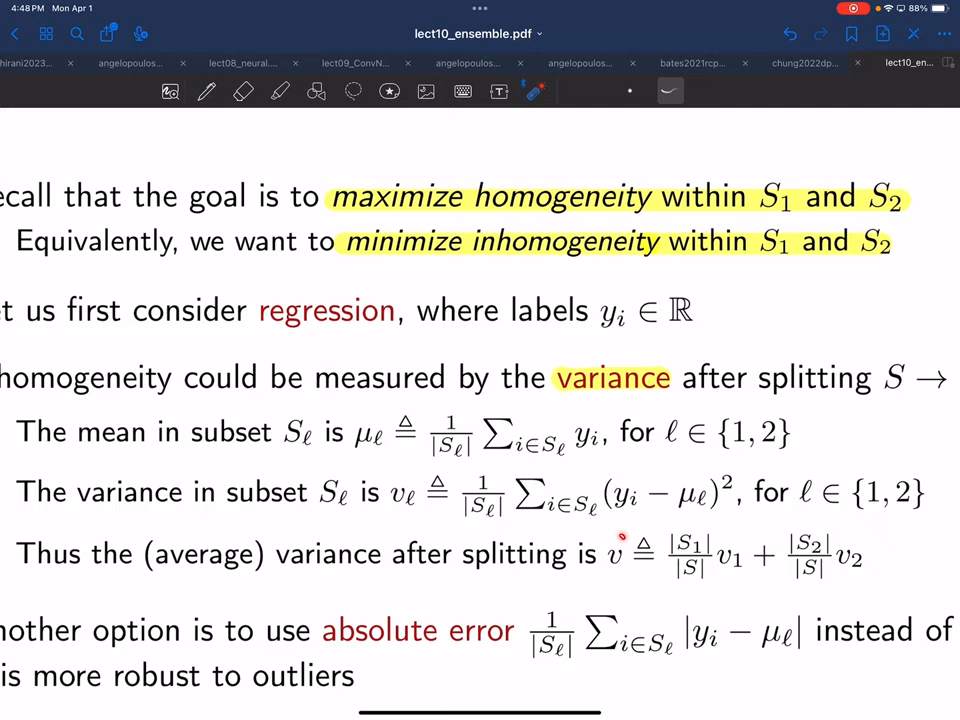 4:48 PM Mon Apr 1
88%
lect10_ensemble.pdf
hirani2023...
angelopoulos...
lect08_neural....
lect09_ConvN...
angelopoulos...
angelopoulos...
bates2021rcp...
chung2022dp...
lect10_en...
ecall that the goal is to maximize homogeneity within S₁ and S₂
Equivalently, we want to minimize inhomogeneity within S₁ and S₂
et us first consider regression, where labels yᵢ ∈ ℝ
homogeneity could be measured by the variance after splitting S →
The mean in subset S_ℓ is μ_ℓ ≜ 1/|S_ℓ| ∑_{i∈S_ℓ} yᵢ, for ℓ ∈ {1, 2}
The variance in subset S_ℓ is v_ℓ ≜ 1/|S_ℓ| ∑_{i∈S_ℓ} (yᵢ − μ_ℓ)², for ℓ ∈ {1, 2}
Thus the (average) variance after splitting is v ≜ |S₁|/|S| v₁ + |S₂|/|S| v₂
nother option is to use absolute error 1/|S_ℓ| ∑_{i∈S_ℓ} |yᵢ − μ_ℓ| instead of
is more robust to outliers